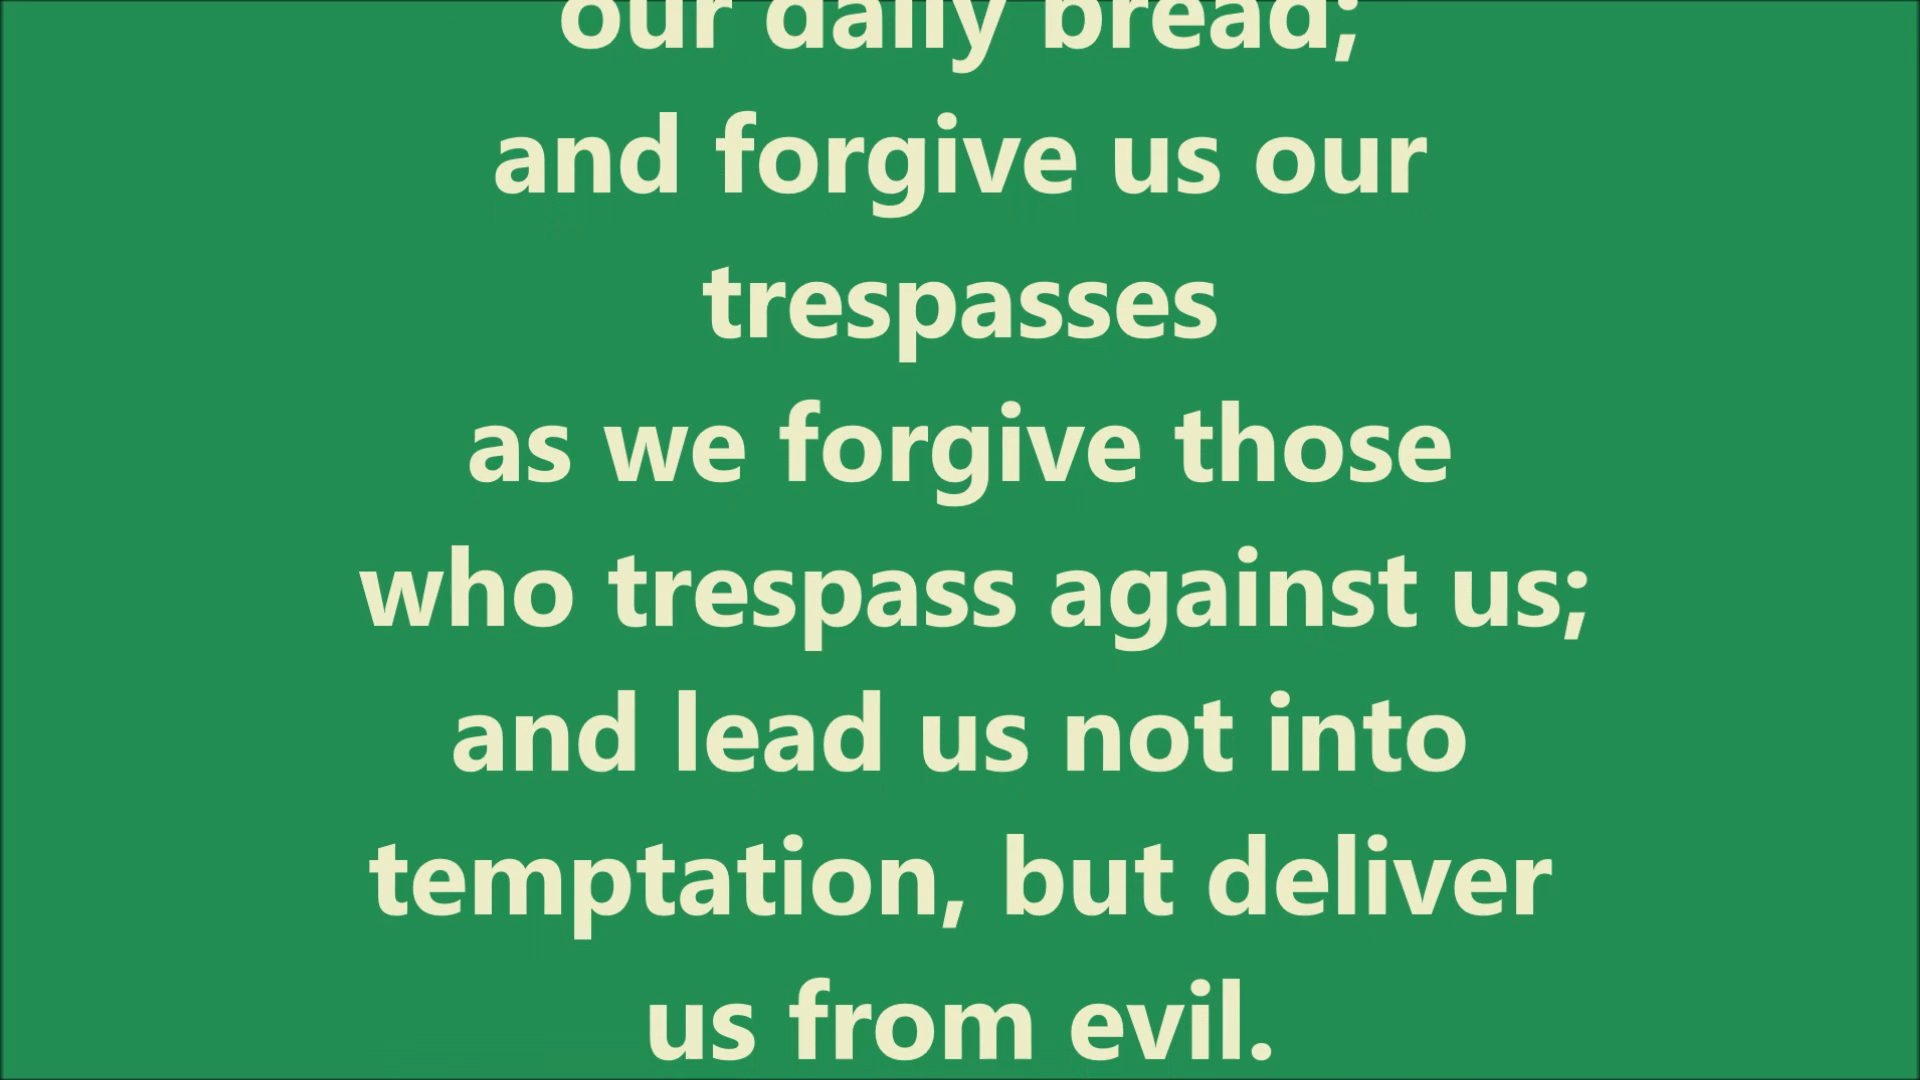 our daily bread;
and forgive us our
trespasses
as we forgive those
who trespass against us;
and lead us not into
temptation, but deliver
us from evil.